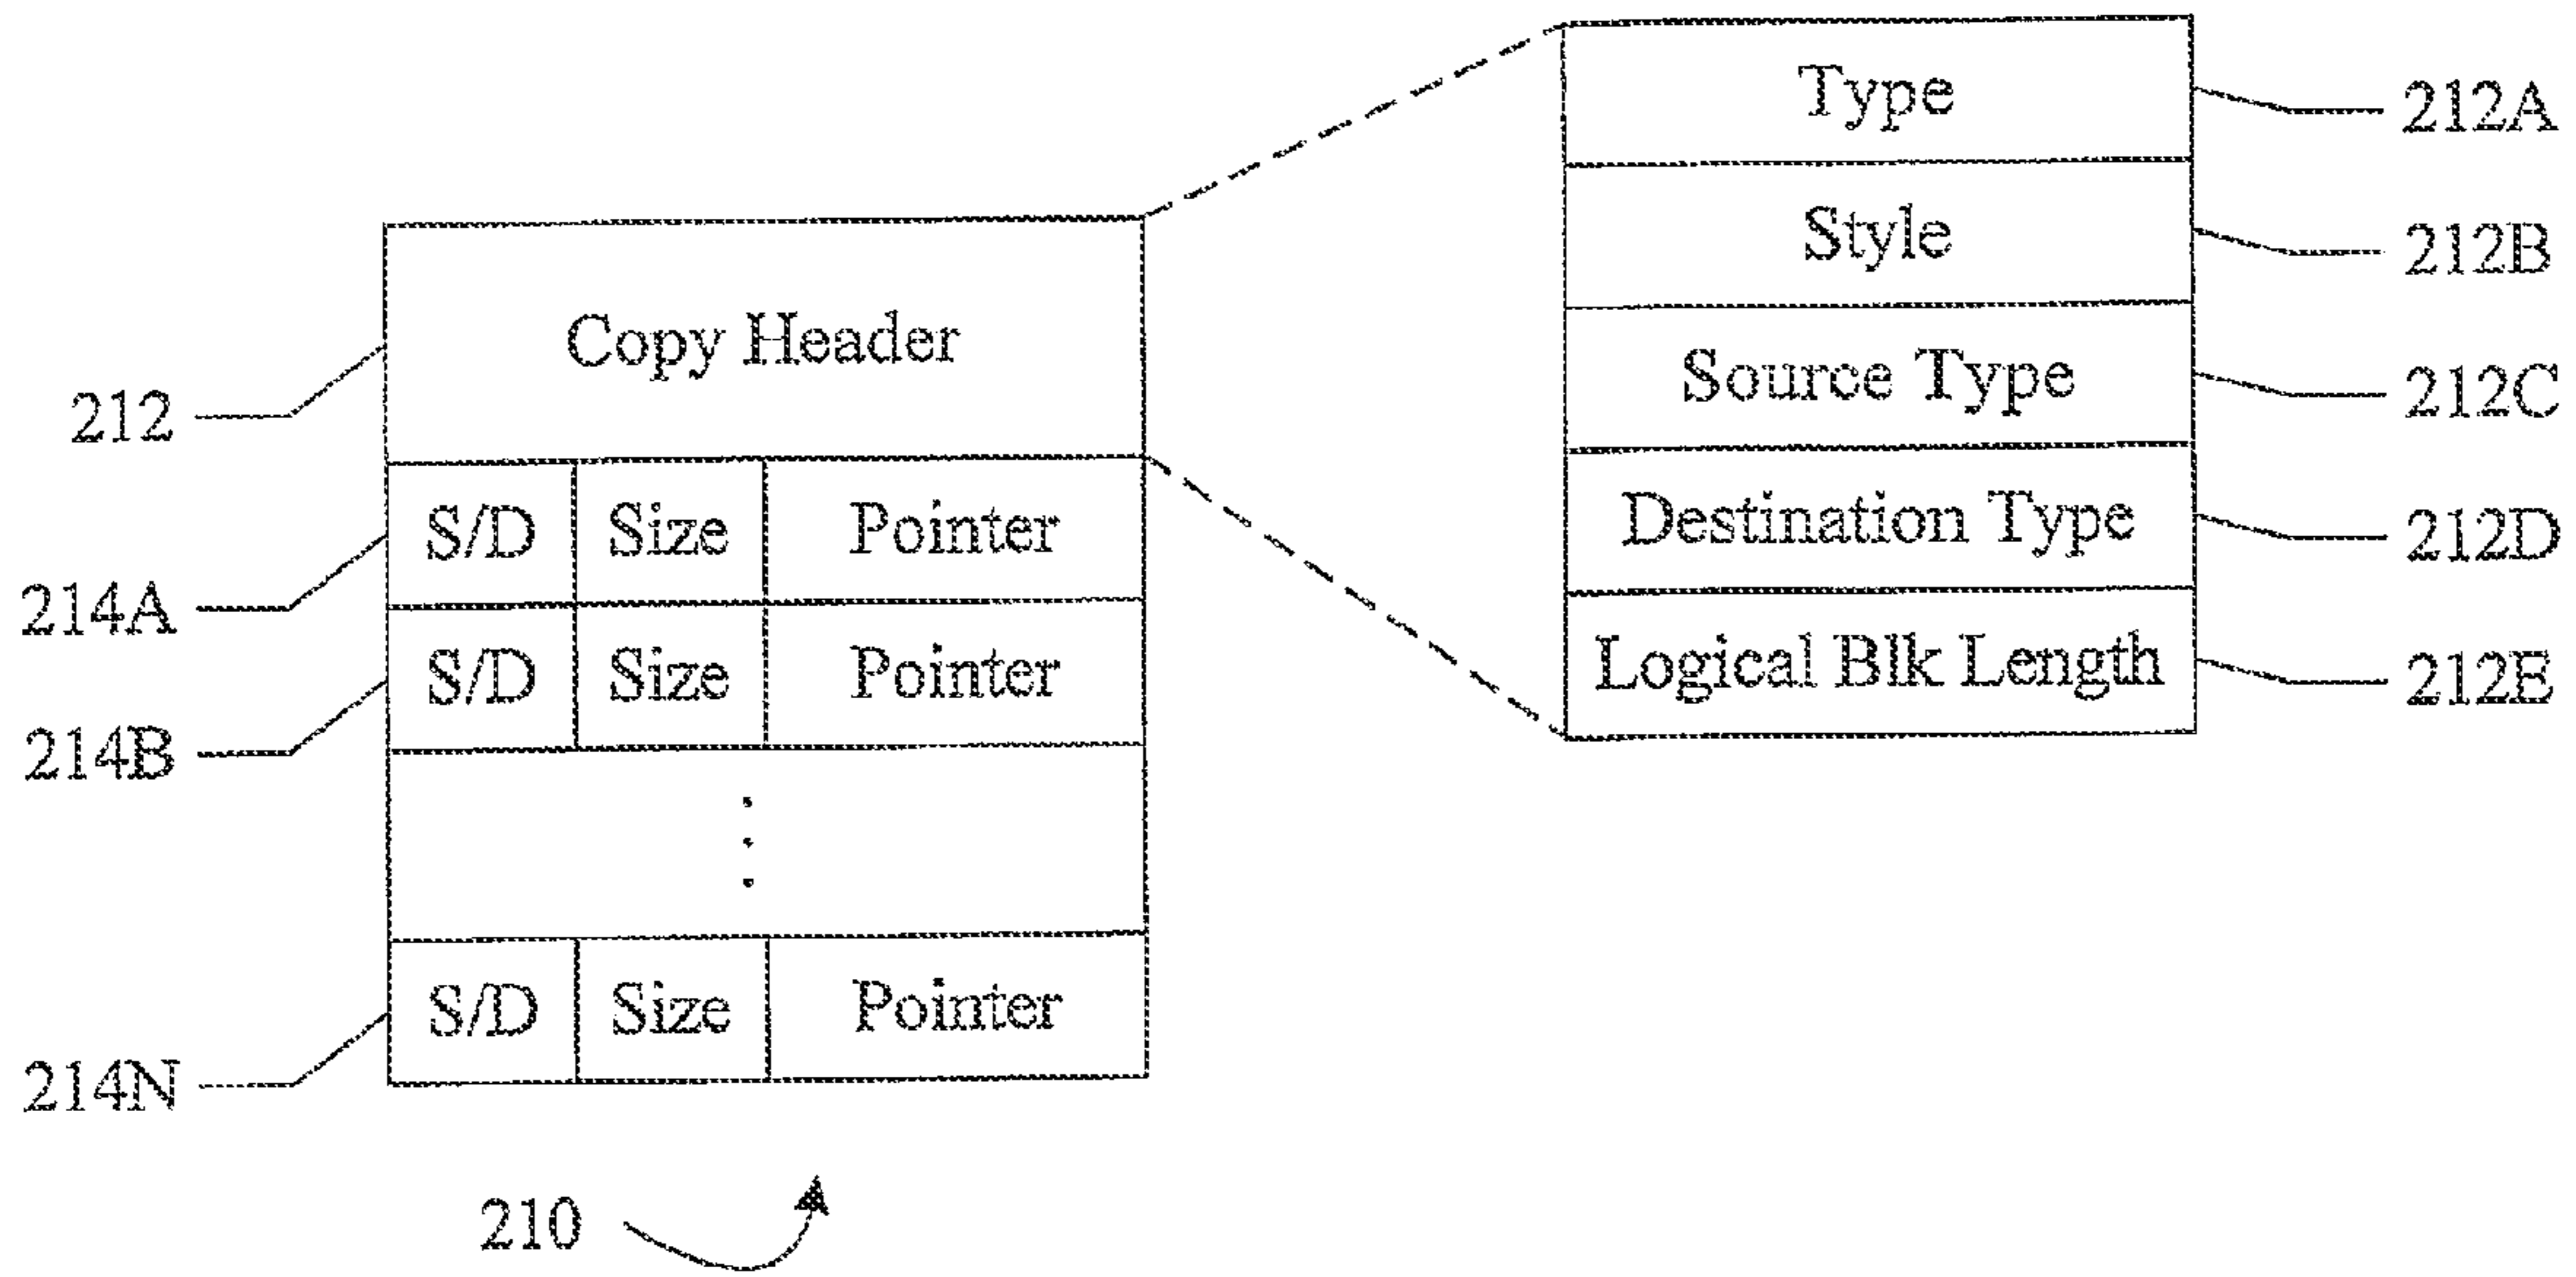 Type 212A
Style 212B
Source Type 212C
Destination Type 212D
Logical Blk Length 212E
Copy Header
212
S/D Size Pointer
214A
S/D Size Pointer
214B
S/D Size Pointer
214N
210